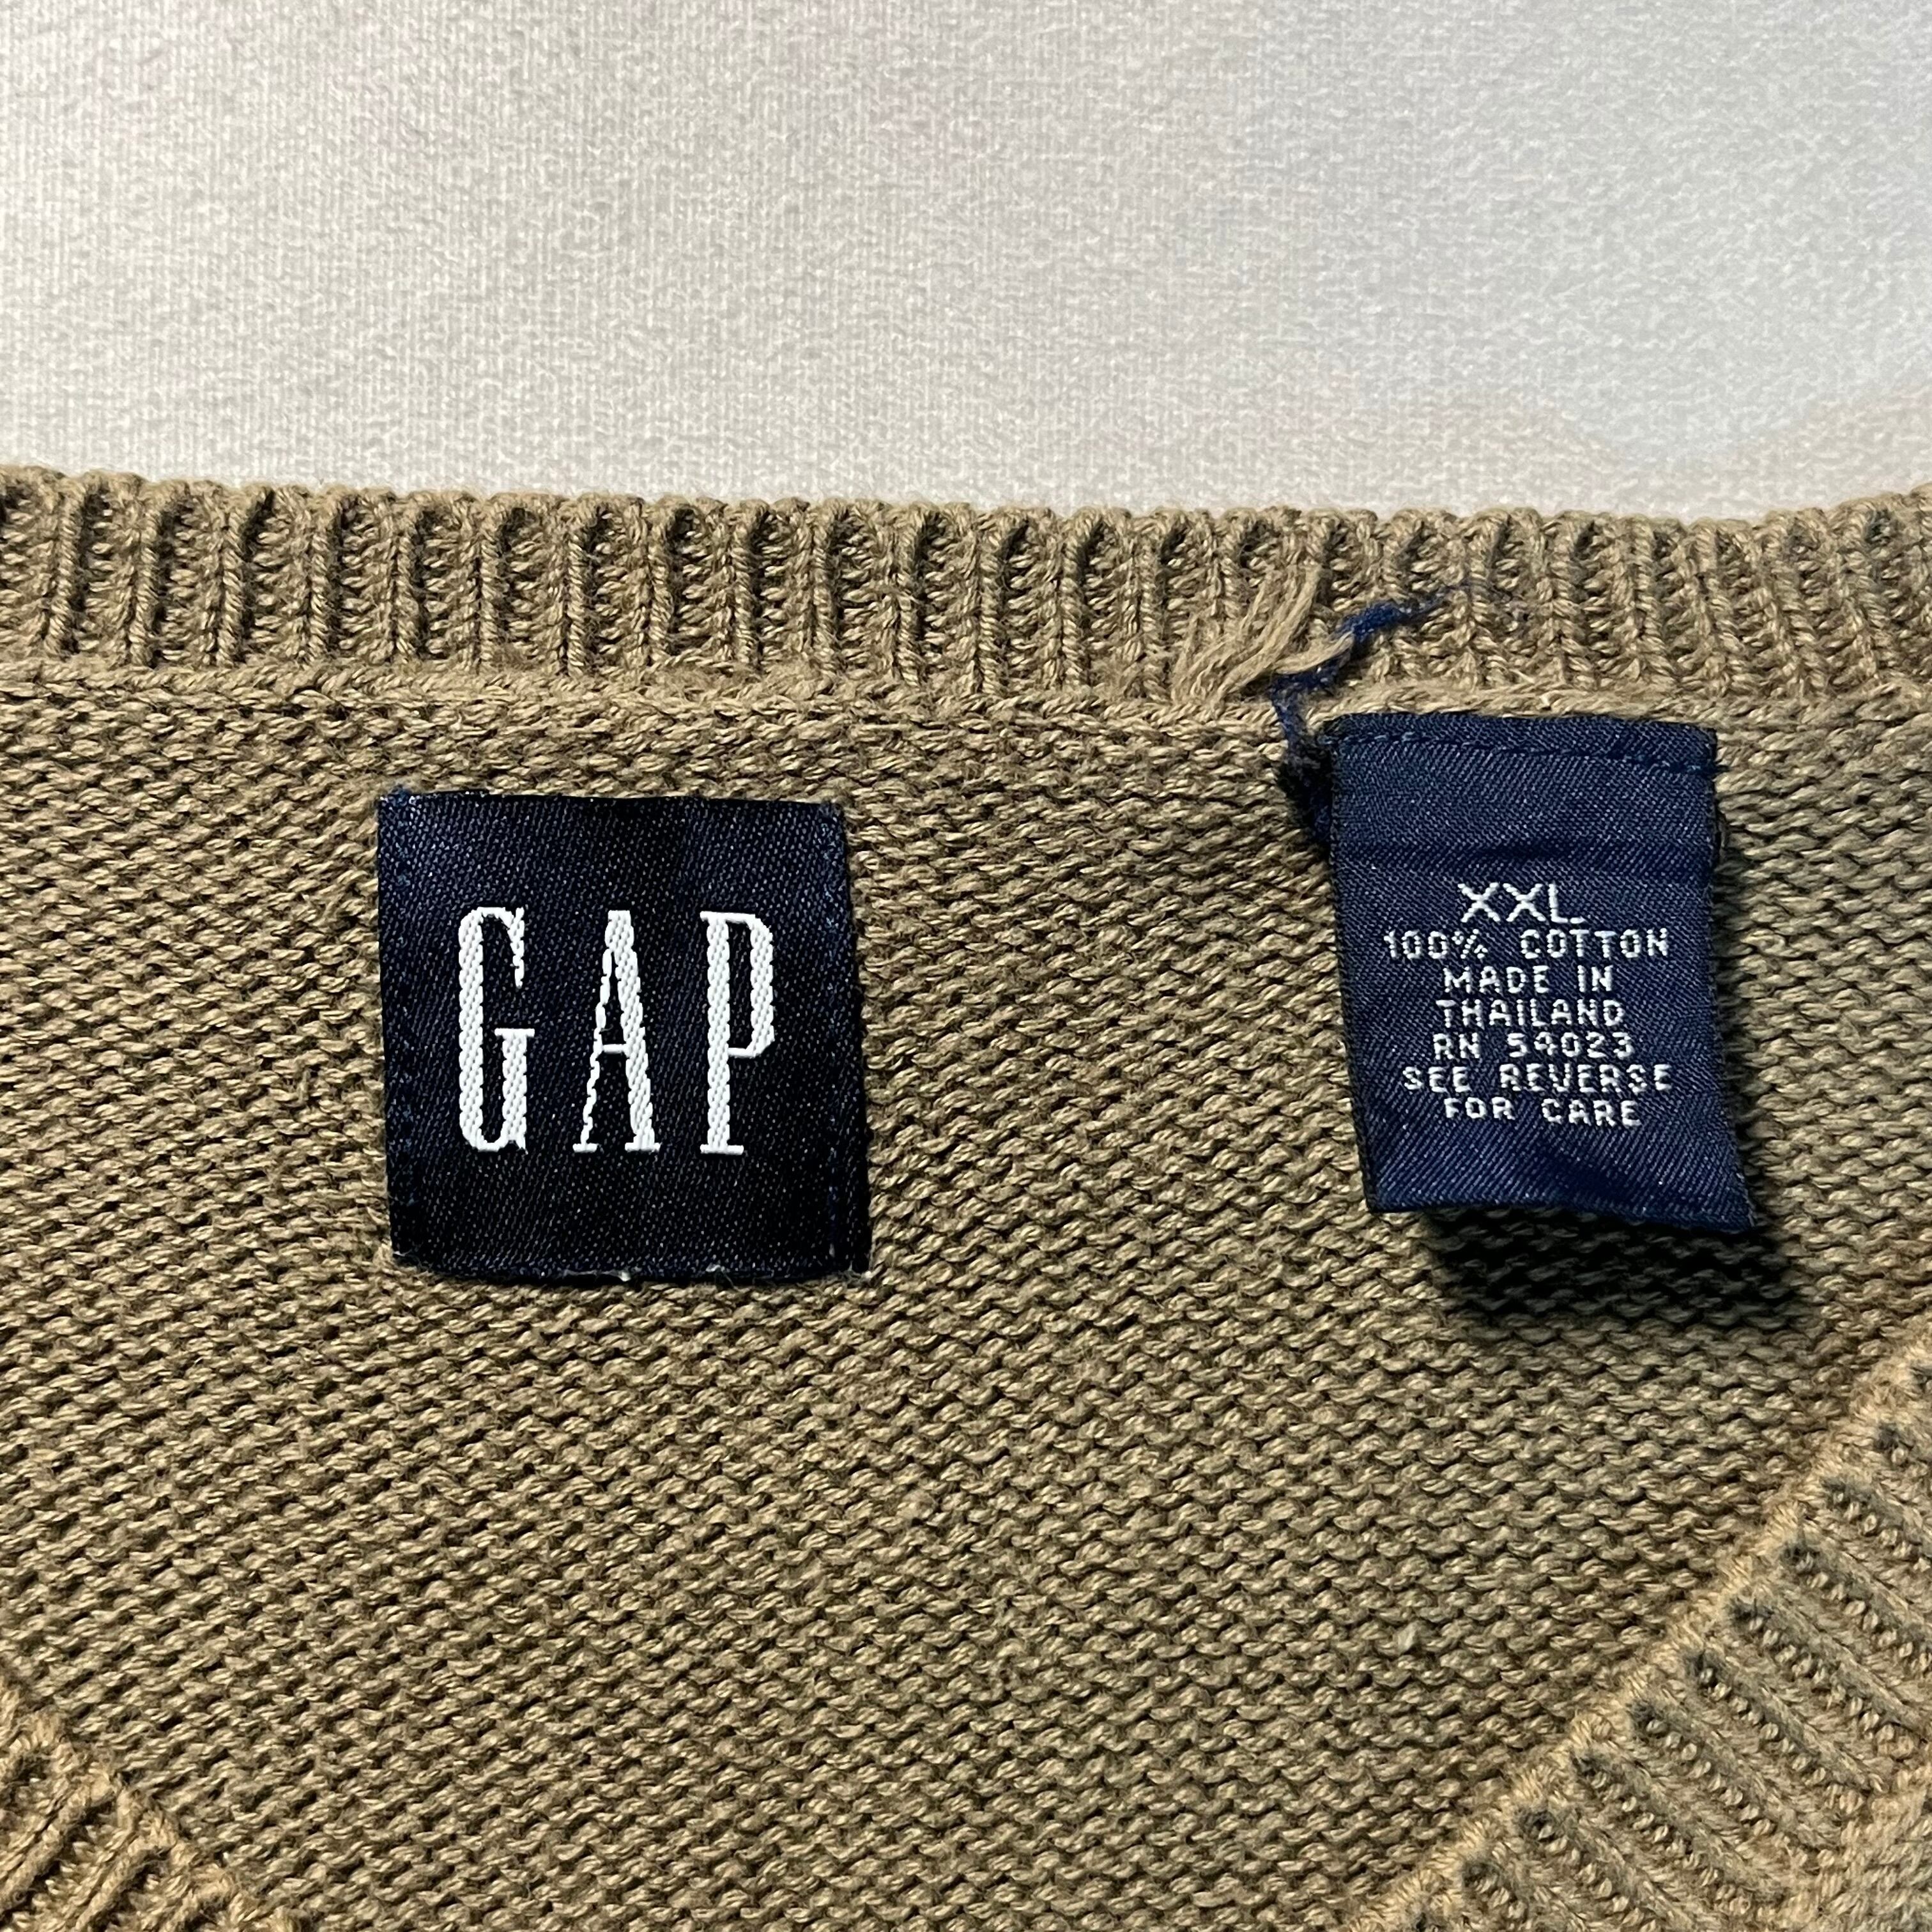 GAP
XXL
100% COTTON
MADE IN
THAILAND
RN 54023
SEE REVERSE
FOR CARE